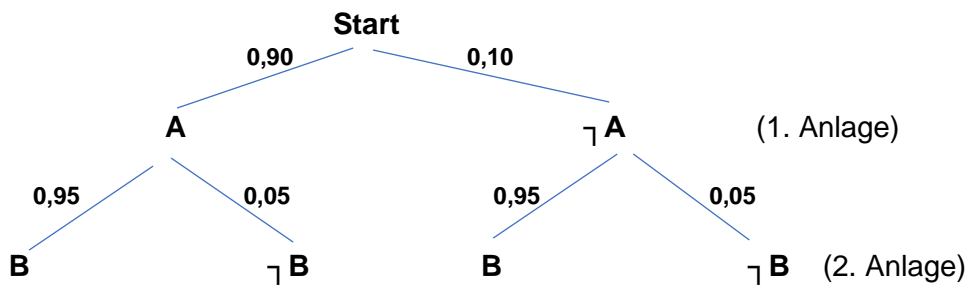 Start
0,90 0,10
A ┐A (1. Anlage)
0,95 0,05 0,95 0,05
B ┐B B ┐B (2. Anlage)